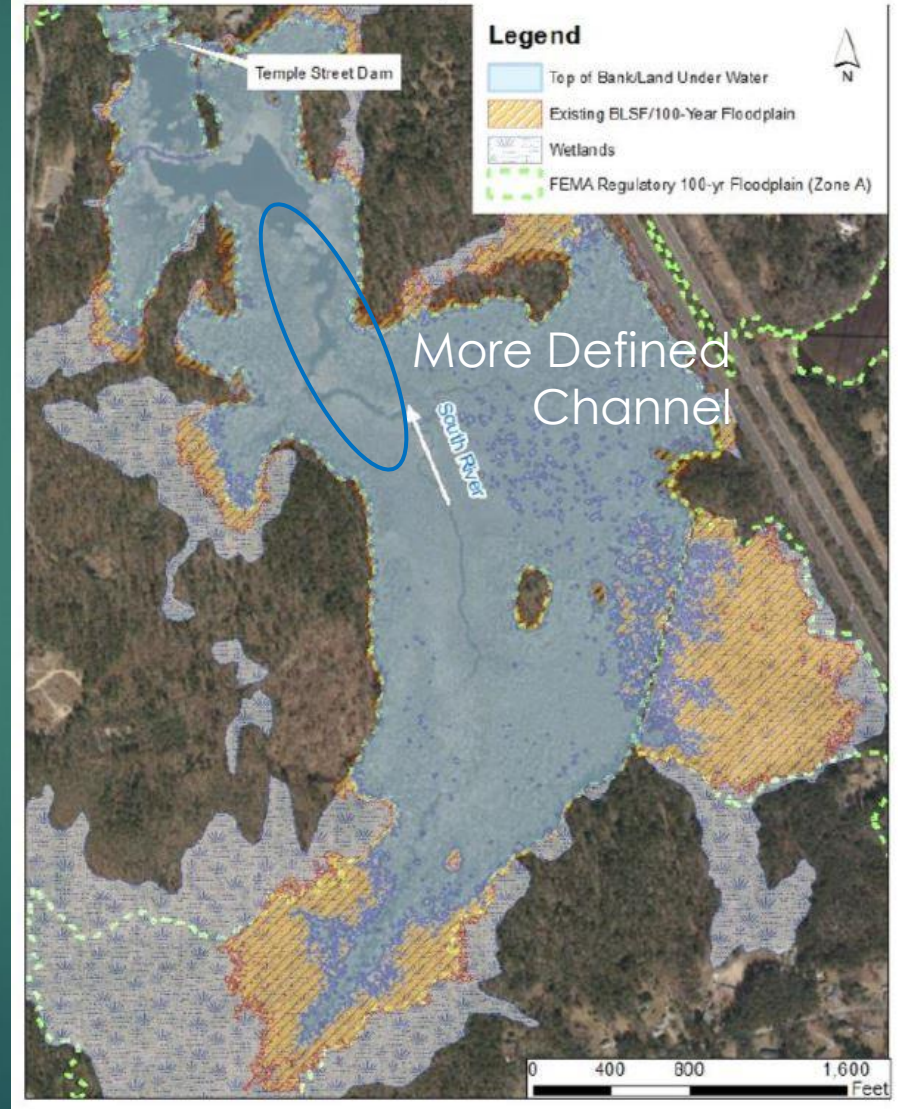 Temple Street Dam
Legend
N
Top of Bank/Land Under Water
Existing BLSF/100-Year Floodplain
Wetlands
FEMA Regulatory 100-yr Floodplain (Zone A)
More Defined
Channel
South River
0 400 800 1,600
Feet